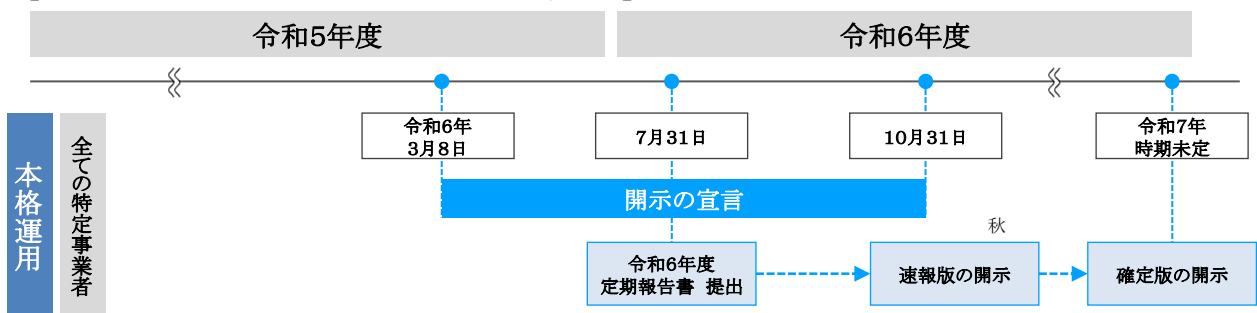 令和5年度
令和6年度
令和6年
3月8日
7月31日
10月31日
令和7年
時期未定
本格運用
全ての特定事業者
開示の宣言
秋
令和6年度
定期報告書 提出
速報版の開示
確定版の開示